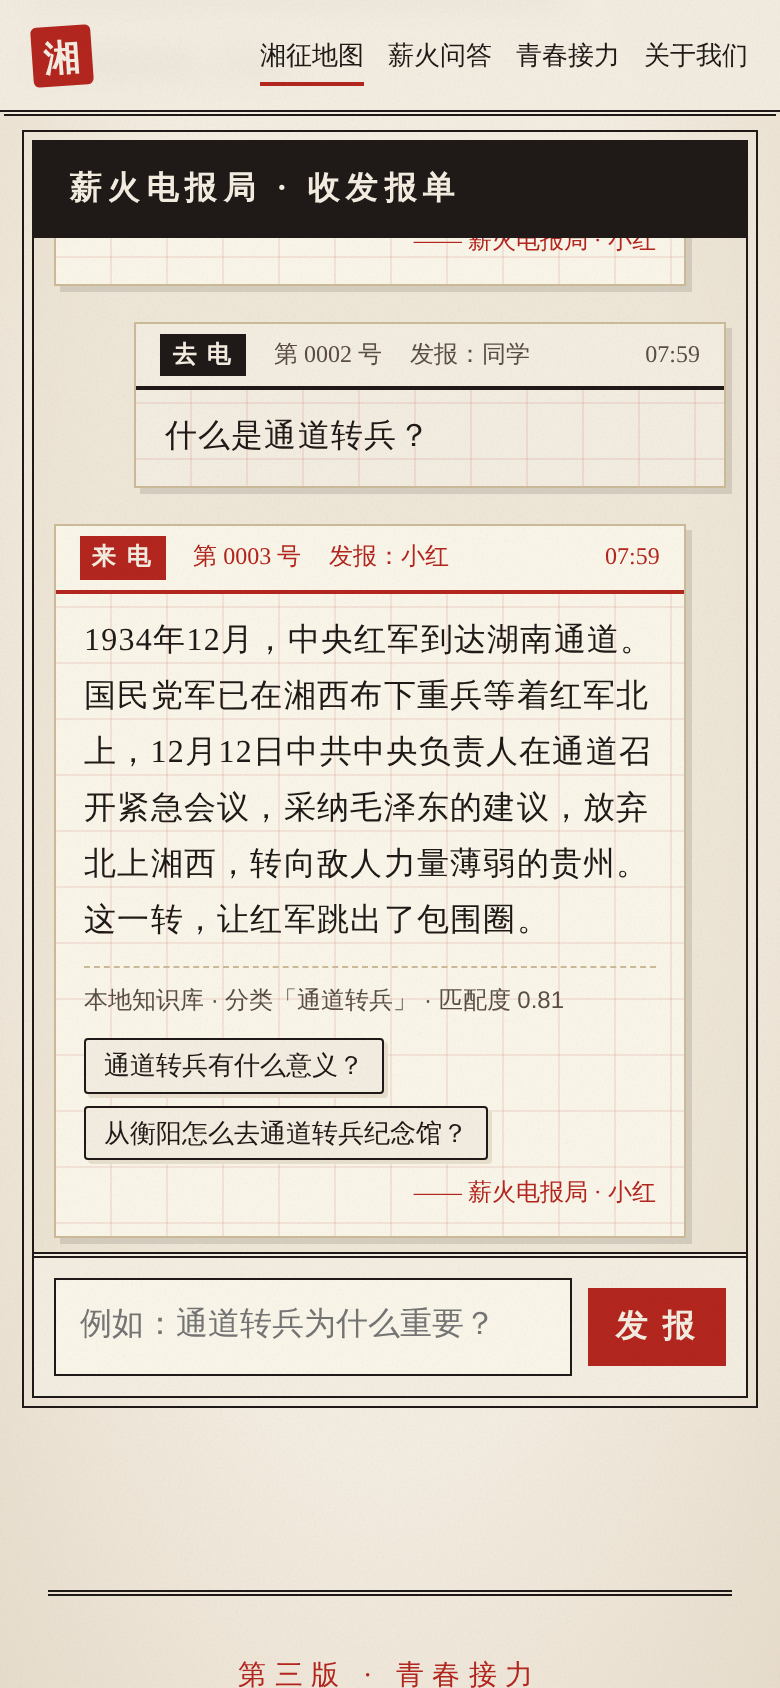 湘
湘征地图 薪火问答 青春接力 关于我们
薪火电报局 · 收发报单
—— 薪火电报局 · 小红
去电 第 0002 号 发报：同学 07:59
什么是通道转兵？
来电 第 0003 号 发报：小红 07:59
1934年12月，中央红军到达湖南通道。
国民党军已在湘西布下重兵等着红军北
上，12月12日中共中央负责人在通道召
开紧急会议，采纳毛泽东的建议，放弃
北上湘西，转向敌人力量薄弱的贵州。
这一转，让红军跳出了包围圈。
本地知识库 · 分类「通道转兵」 · 匹配度 0.81
通道转兵有什么意义？
从衡阳怎么去通道转兵纪念馆？
—— 薪火电报局 · 小红
例如：通道转兵为什么重要？
发报
第三版 · 青春接力